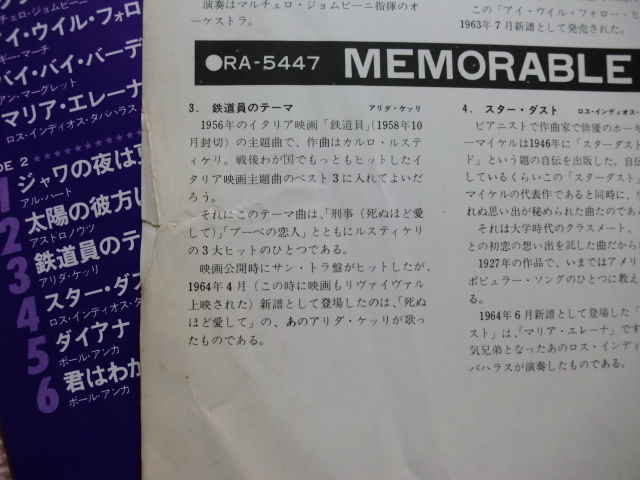 チェロ・ジョムビーニ
アイ・ウイル・フォロ
ギー・マーチ
バイ・バイ・バーデ
アン・マーグレット
マリア・エレーナ
ロス・インディオス・タバハラス
DE 2
1 ジャワの夜は
アル・ハート
2 太陽の彼方に
アストロノウツ
3 鉄道員のテ
アリダ・ケッリ
4 スター・ダス
ロス・インディオス・タ
5 ダイアナ
ポール・アンカ
6 君はわか
ポール・アンカ
演奏はマルチェロ・ジョムビーニ指揮のオ
ーケストラ。
この「アイ・ウイル・フォロー・ヒ
1963年7月新譜として発売された。
●RA-5447 MEMORABLE
3. 鉄道員のテーマ アリダ・ケッリ
1956年のイタリア映画「鉄道員」(1958年10
月封切)の主題曲で、作曲はカルロ・ルステ
ィケリ。戦後わが国でもっともヒットしたイ
タリア映画主題曲のベスト3に入れてよいだ
ろう。
それにこのテーマ曲は、「刑事(死ぬほど愛
して)」「ブーベの恋人」とともにルスティケリ
の3大ヒットのひとつである。
映画公開時にサン・トラ盤がヒットしたが、
1964年4月(この時に映画もリヴァイヴァル
上映された)新譜として登場したのは、「死ぬ
ほど愛して」の、あのアリダ・ケッリが歌っ
たものである。
4. スター・ダスト ロス・インディオス
ピアニストで作曲家で俳優のホーギ
ーマイケルは1946年に「スターダスト
ド」という題の自伝を出版した。自伝
しているくらいこの「スターダスト」
マイケルの代表作であると同時に、生
れぬ思い出が秘められた曲だのであ
それは大学時代のクラスメート、
との初恋の想い出を託した曲だから
1927年の作品で、いまではアメリ
ポピュラー・ソングのひとつに数え
る。
1964年6月新譜として登場した「
スト」は、「マリア・エレーナ」です
気兄弟となったあのロス・インディ
バハラスが演奏したものである。